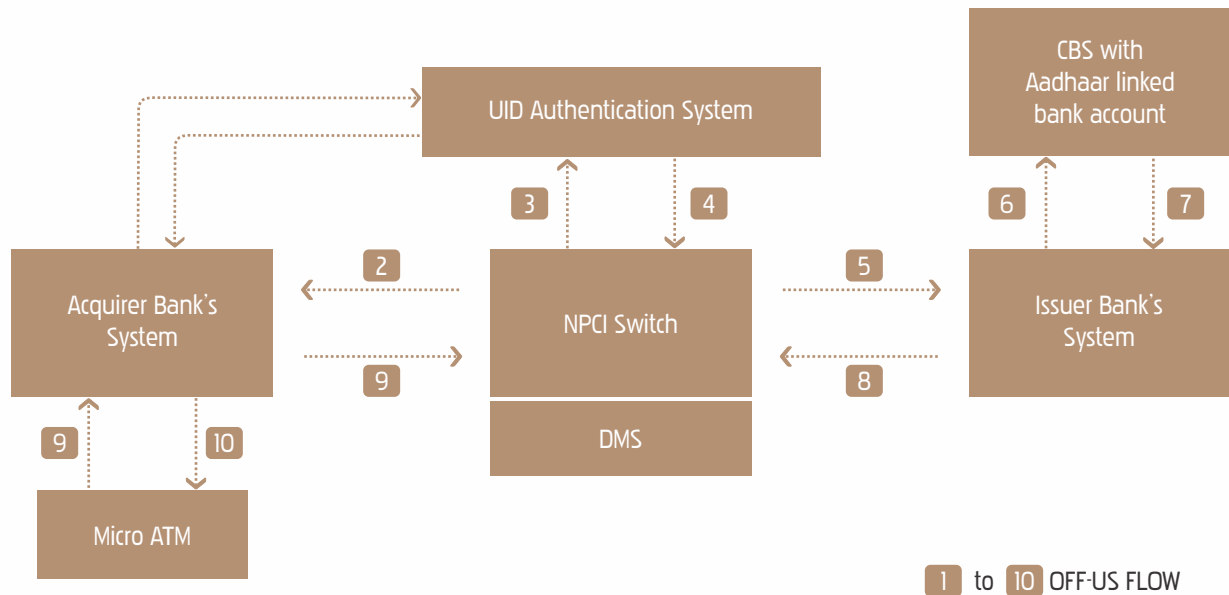 CBS with
Aadhaar linked
bank account
UID Authentication System
3
4
6
7
2
5
Acquirer Bank's
System
NPCI Switch
Issuer Bank's
System
9
8
9
10
DMS
Micro ATM
1 to 10 OFF-US FLOW